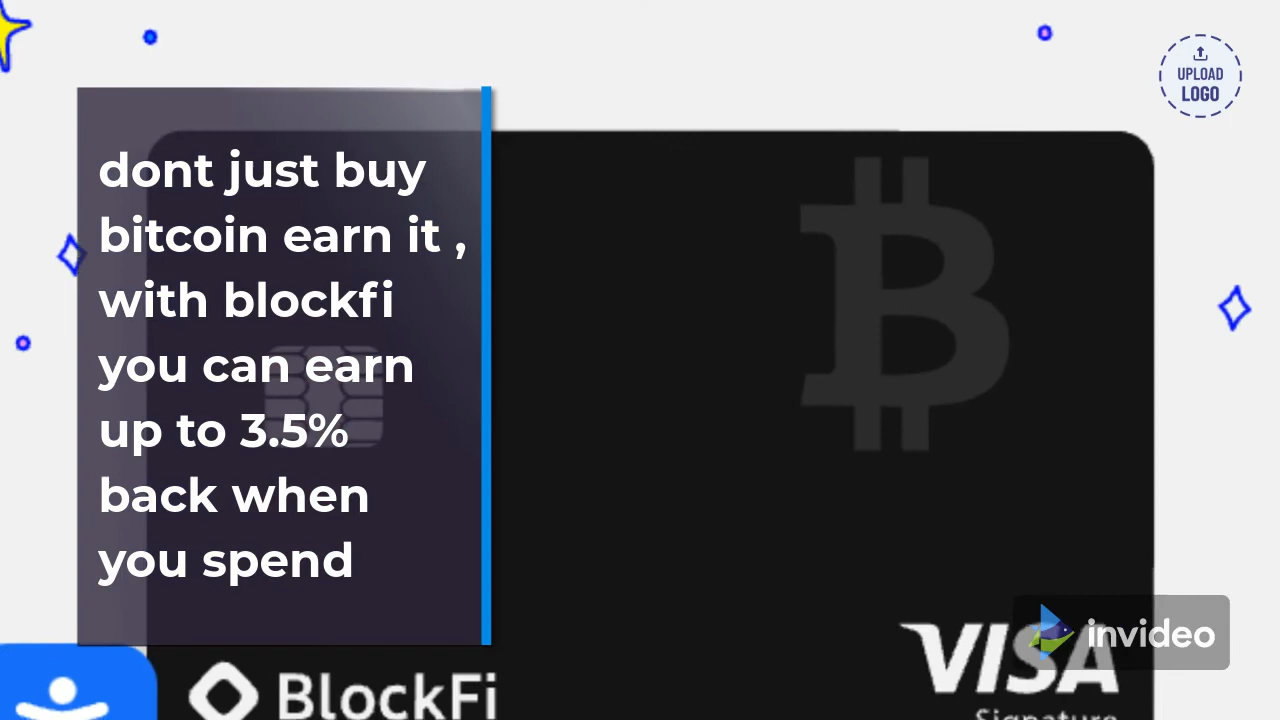 UPLOAD
LOGO
dont just buy
bitcoin earn it ,
with blockfi
you can earn
up to 3.5%
back when
you spend
invideo
VISA
BlockFi
Signature